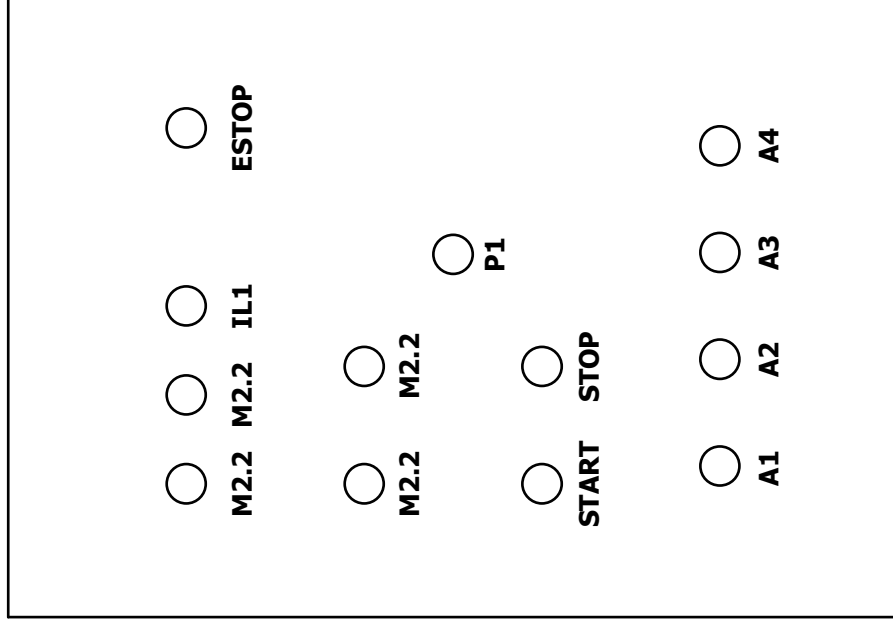 M2.2 M2.2 IL1 ESTOP
M2.2 M2.2
P1
START STOP
A1 A2 A3 A4